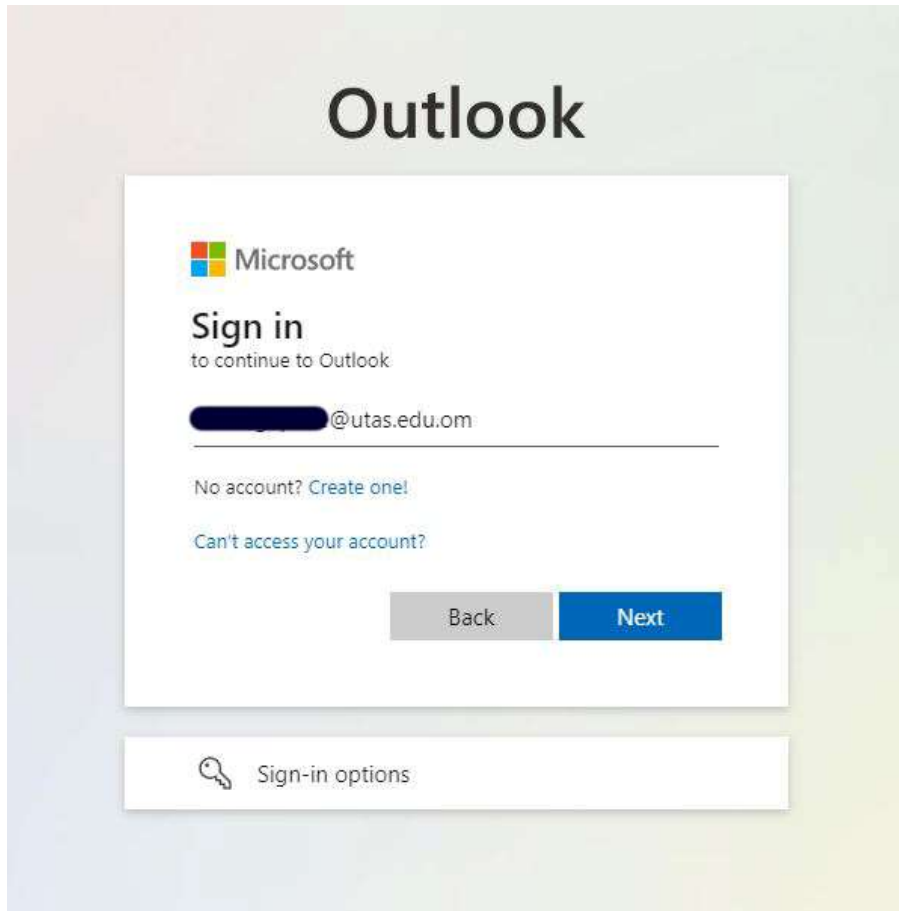 Outlook
Microsoft
Sign in
to continue to Outlook
@utas.edu.om
No account? Create one!
Can't access your account?
Back
Next
Sign-in options